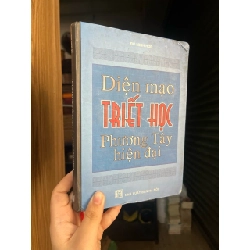 Diện mạo
TRIẾT HỌC
Phương Tây
hiện đại